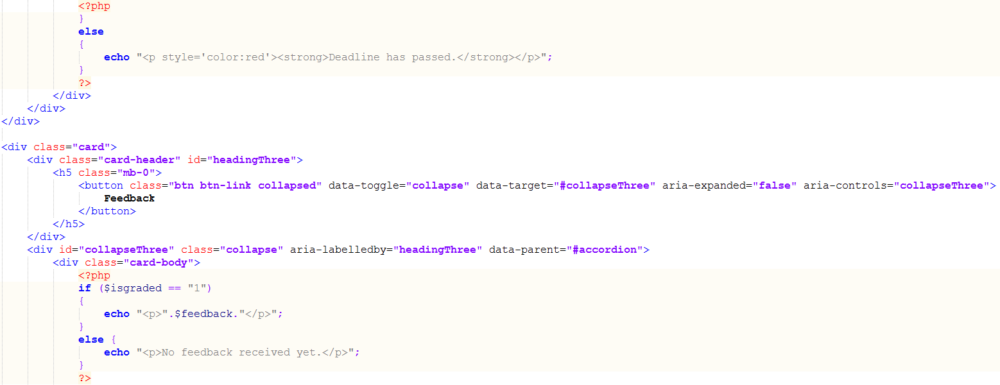 <?php
}
else
{
echo "<p style='color:red'><strong>Deadline has passed.</strong></p>";
}
?>
</div>
</div>
</div>
<div class="card">
<div class="card-header" id="headingThree">
<h5 class="mb-0">
<button class="btn btn-link collapsed" data-toggle="collapse" data-target="#collapseThree" aria-expanded="false" aria-controls="collapseThree">
Feedback
</button>
</h5>
</div>
<div id="collapseThree" class="collapse" aria-labelledby="headingThree" data-parent="#accordion">
<div class="card-body">
<?php
if ($isgraded == "1")
{
echo "<p>".$feedback."</p>";
}
else {
echo "<p>No feedback received yet.</p>";
}
?>